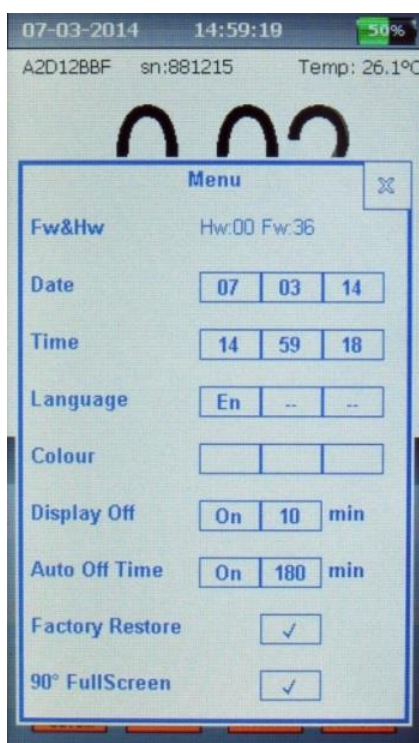 07-03-2014 14:59:19 50%
A2D12BBF sn:881215 Temp: 26.1ºC
Menu
Fw&Hw Hw:00 Fw:36
Date 07 03 14
Time 14 59 18
Language En -- --
Colour
Display Off On 10 min
Auto Off Time On 180 min
Factory Restore ✓
90° FullScreen ✓